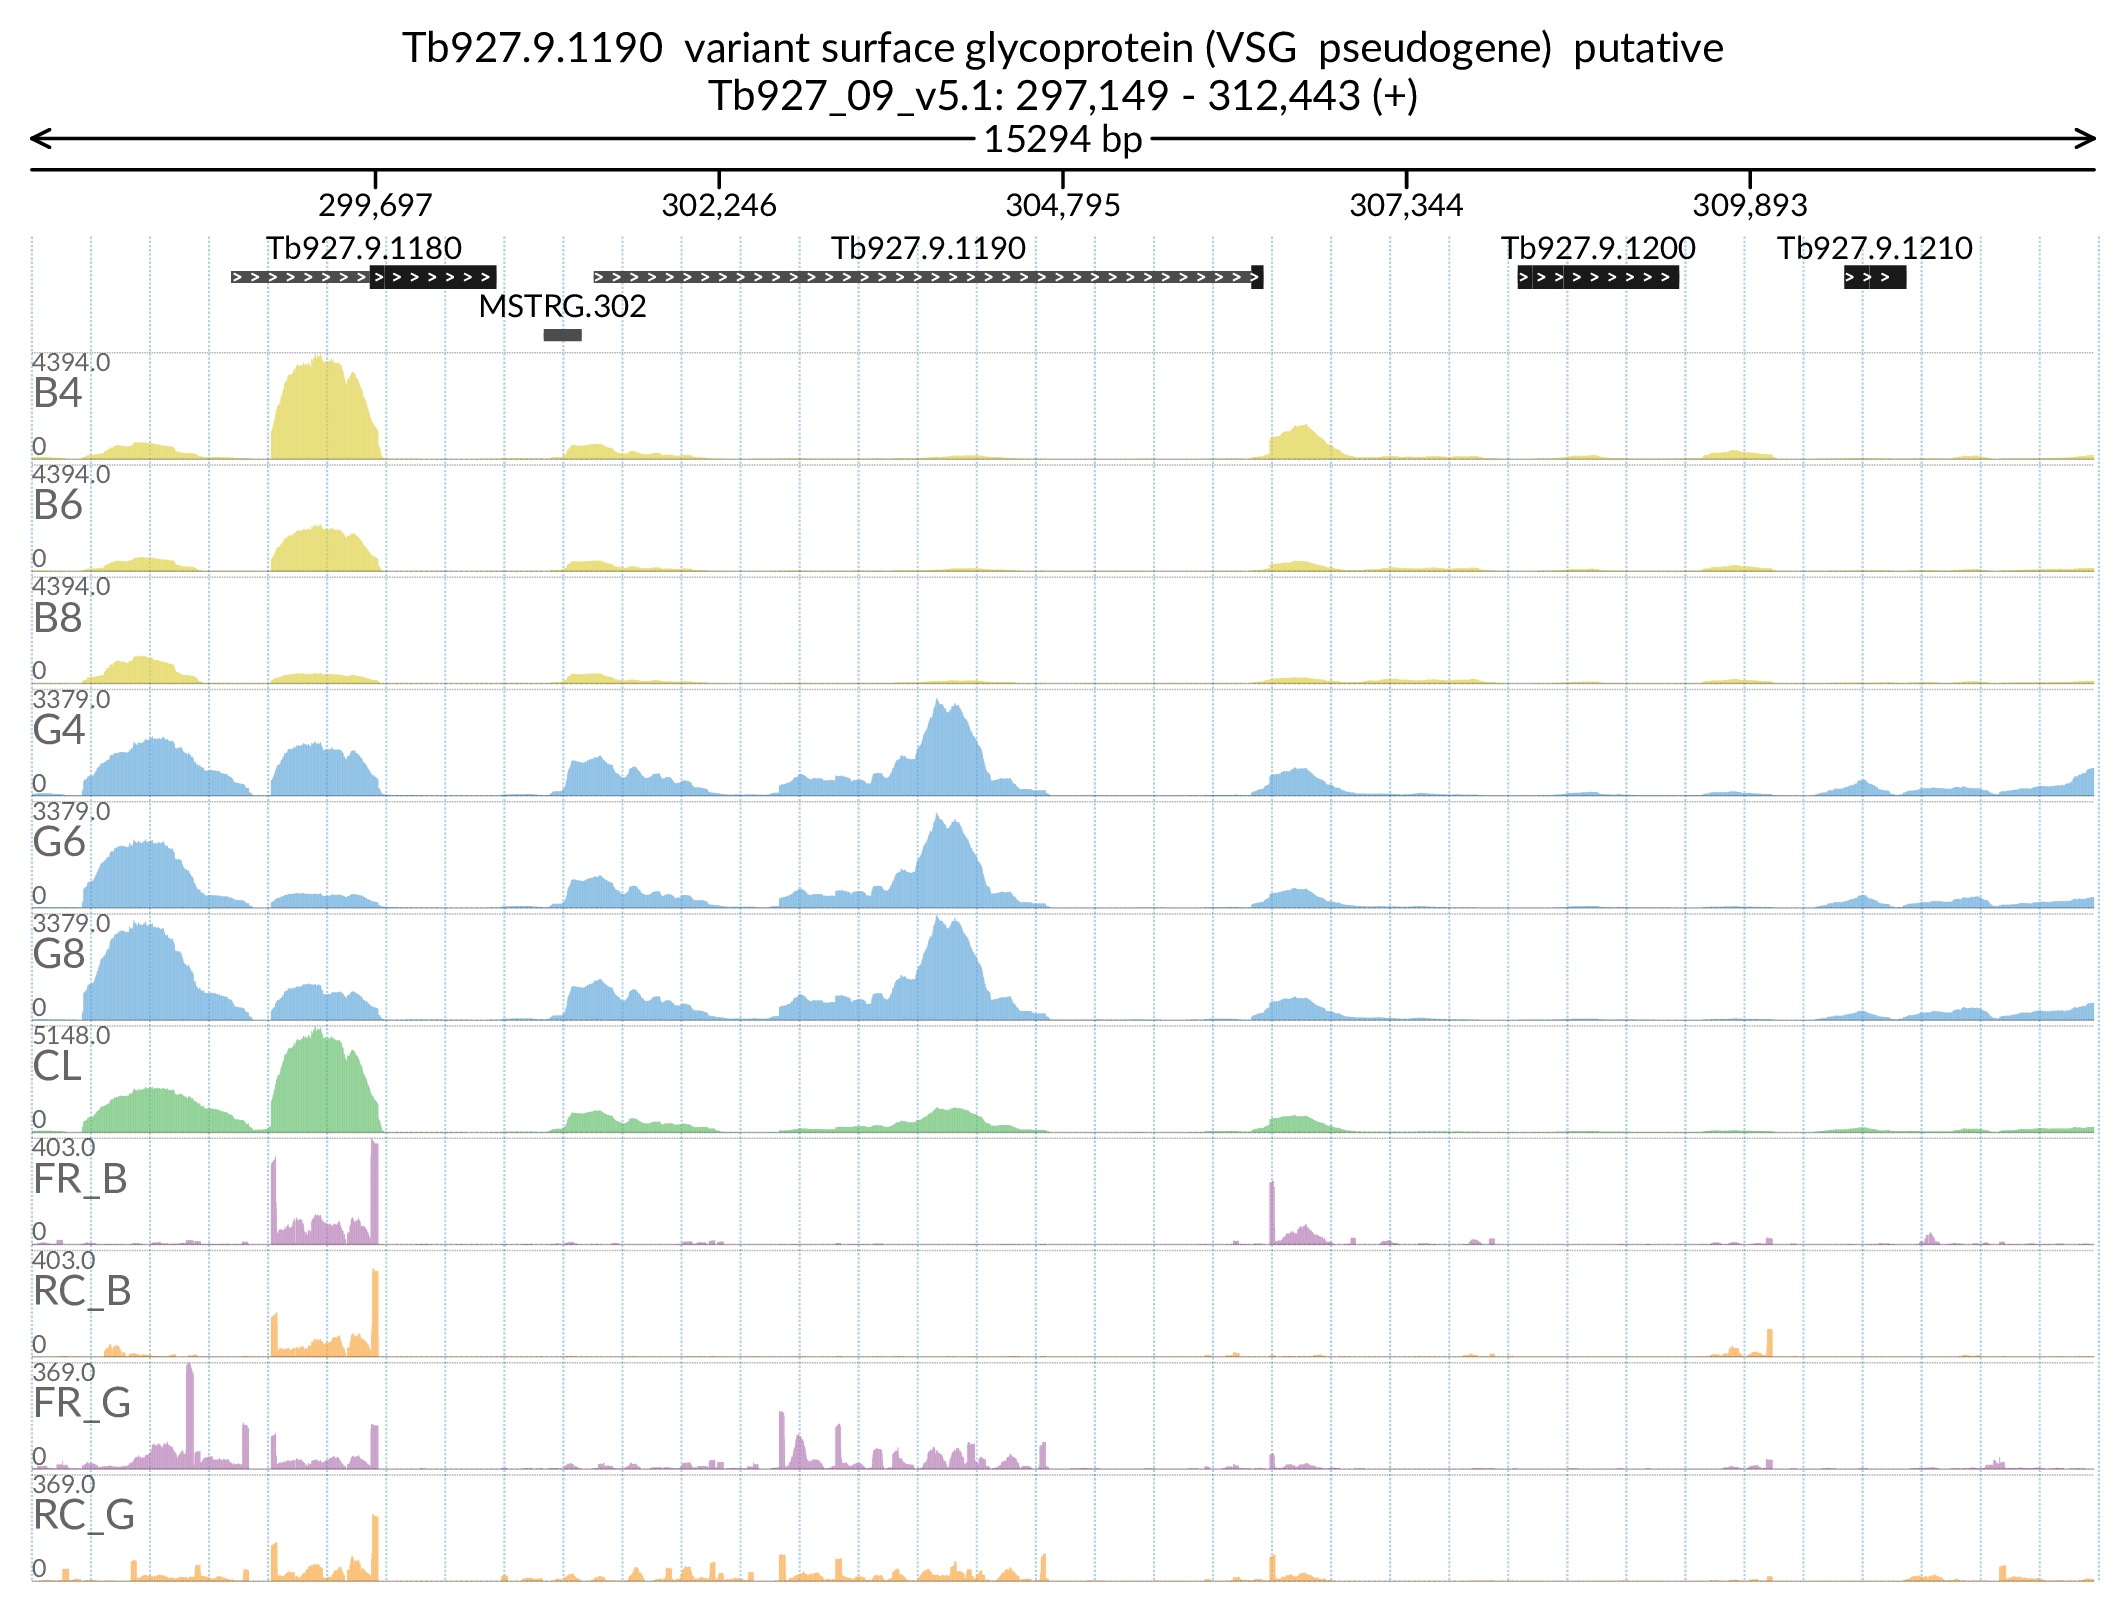 Tb927.9.1190  variant surface glycoprotein (VSG  pseudogene)  putative
Tb927_09_v5.1: 297,149 - 312,443 (+)
15294 bp
299,697 302,246 304,795 307,344 309,893
Tb927.9.1180 Tb927.9.1190 Tb927.9.1200 Tb927.9.1210
MSTRG.302
4394.0
B4
0
4394.0
B6
0
4394.0
B8
0
3379.0
G4
0
3379.0
G6
0
3379.0
G8
0
5148.0
CL
0
403.0
FR_B
0
403.0
RC_B
0
369.0
FR_G
0
369.0
RC_G
0